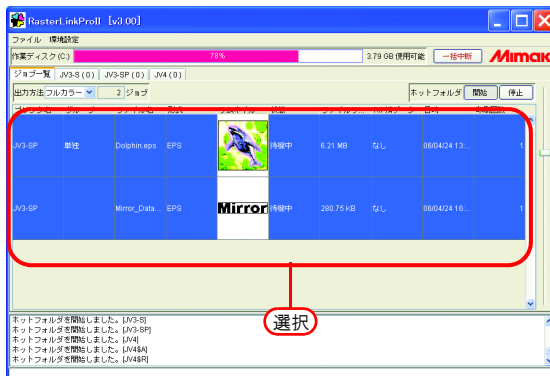 RasterLinkProII [v3.00]
ファイル 環境設定
作業ディスク(C:) 78% 3.79 GB 使用可能 一括中断 Mimaki
ジョブ一覧 JV3-S(0) JV3-SP(0) JV4(0)
出力方法 フルカラー 2 ジョブ ホットフォルダ 開始 停止
JV3-SP 単独 Dolphin.eps EPS 待機中 6.21 MB なし 06/04/24 13:... 1
JV3-SP Mirror_Data... EPS Mirror 待機中 280.75 KB なし 06/04/24 16:... 1
選択
ホットフォルダを開始しました。[JV3-S]
ホットフォルダを開始しました。[JV3-SP]
ホットフォルダを開始しました。[JV4]
ホットフォルダを開始しました。[JV4$A]
ホットフォルダを開始しました。[JV4$R]